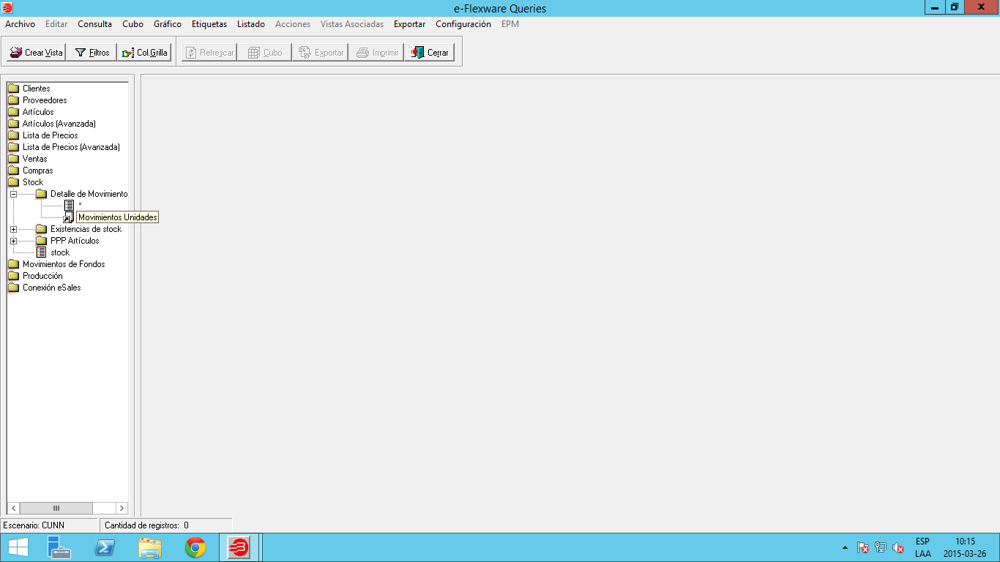 e-Flexware Queries
Archivo Editar Consulta Cubo Gráfico Etiquetas Listado Acciones Vistas Asociadas Exportar Configuración EPM
Crear Vista Filtros Col.Grilla Refrescar Cubo Exportar Imprimir Cerrar
Clientes
Proveedores
Artículos
Artículos (Avanzada)
Lista de Precios
Lista de Precios (Avanzada)
Ventas
Compras
Stock
Detalle de Movimiento
*
Movimientos Unidades
Existencias de stock
PPP Artículos
stock
Movimientos de Fondos
Producción
Conexión eSales
Escenario: CUNN Cantidad de registros: 0
ESP 10:15
LAA 2015-03-26